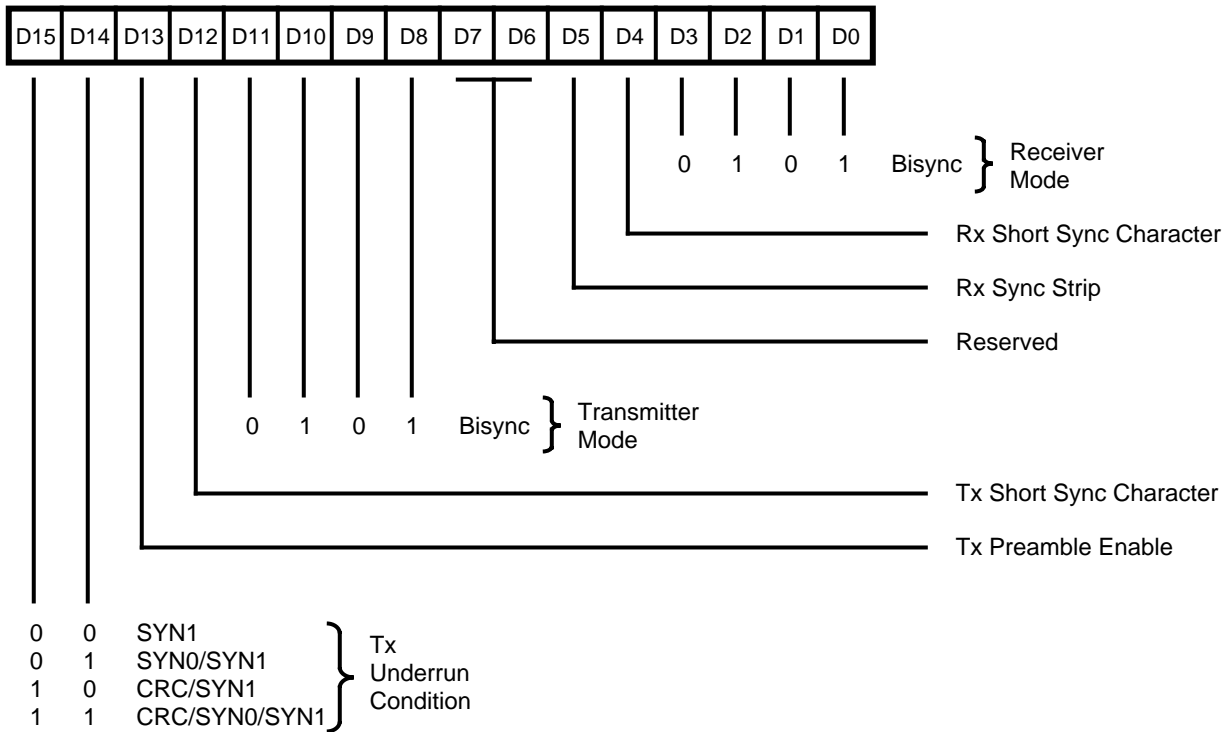 D15 D14 D13 D12 D11 D10 D9 D8 D7 D6 D5 D4 D3 D2 D1 D0
0 1 0 1 Bisync Receiver
Mode
Rx Short Sync Character
Rx Sync Strip
Reserved
0 1 0 1 Bisync Transmitter
Mode
Tx Short Sync Character
Tx Preamble Enable
0 0 SYN1
0 1 SYN0/SYN1
1 0 CRC/SYN1
1 1 CRC/SYN0/SYN1
Tx
Underrun
Condition